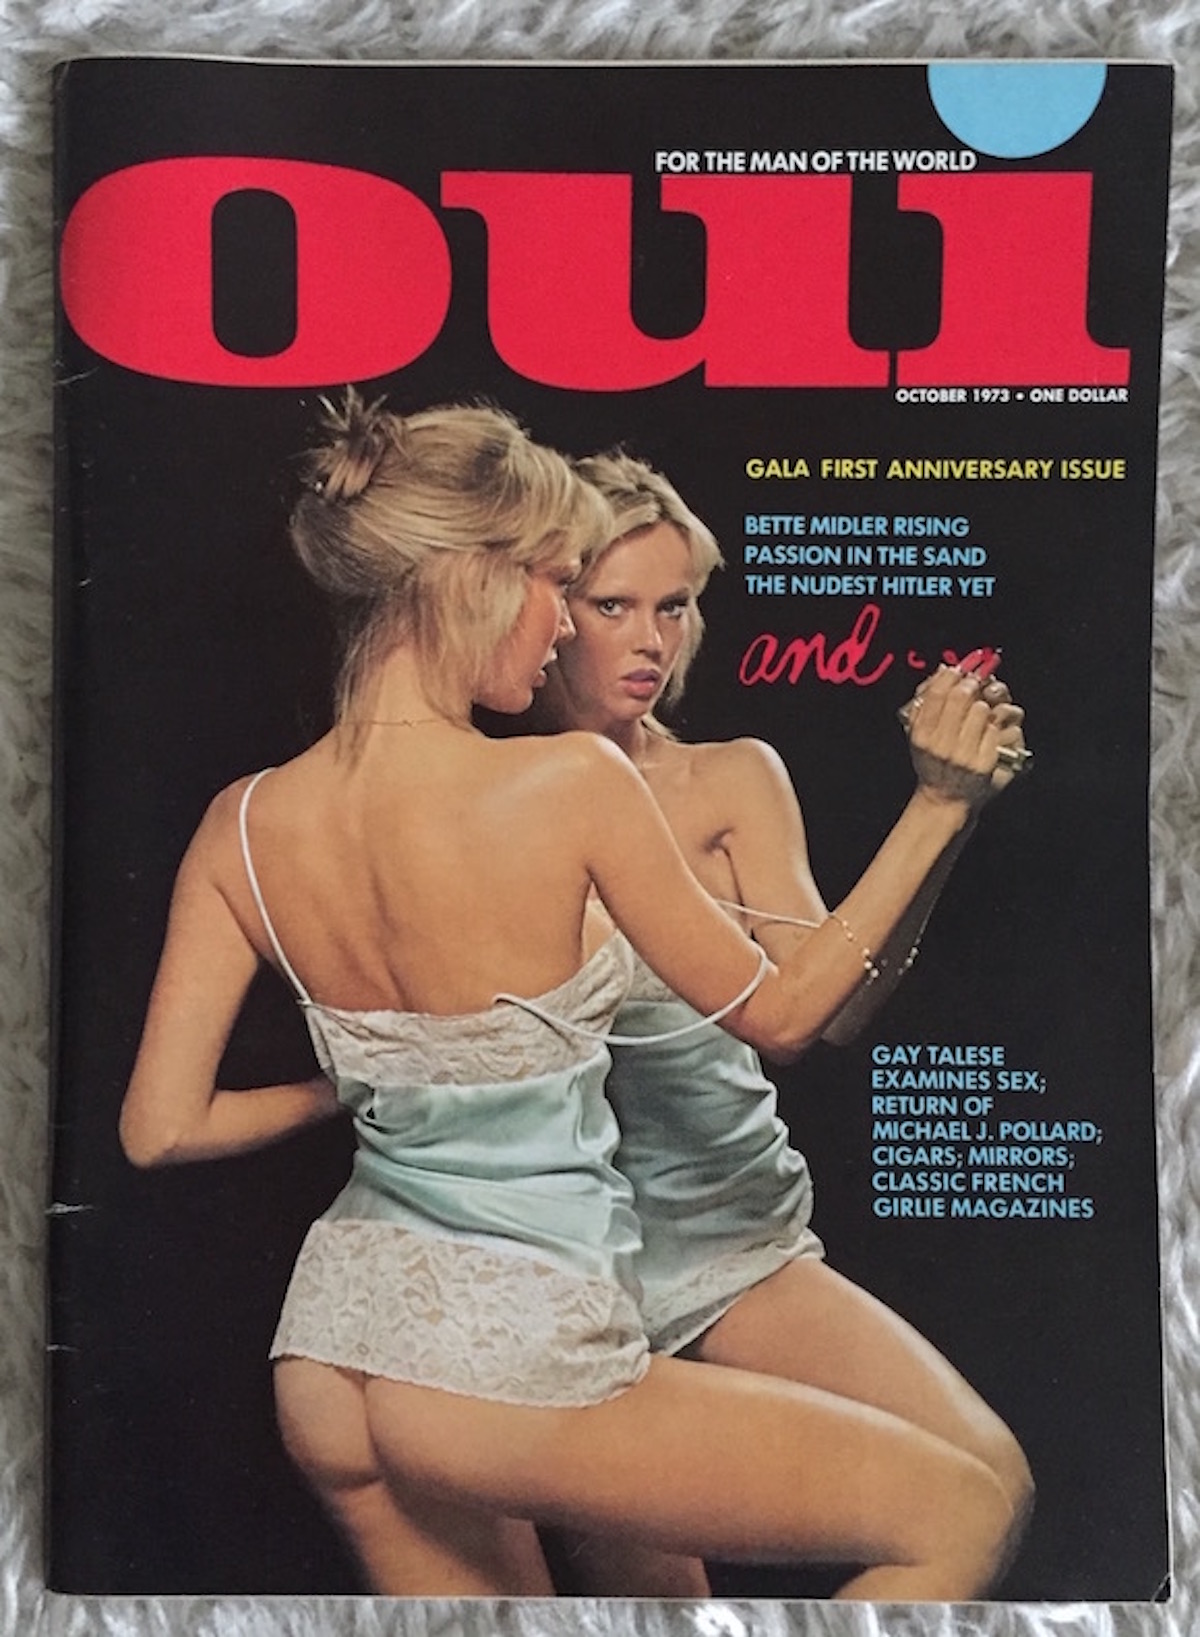 FOR THE MAN OF THE WORLD
oui
OCTOBER 1973 • ONE DOLLAR
GALA FIRST ANNIVERSARY ISSUE
BETTE MIDLER RISING
PASSION IN THE SAND
THE NUDEST HITLER YET
and
GAY TALESE
EXAMINES SEX;
RETURN OF
MICHAEL J. POLLARD;
CIGARS; MIRRORS;
CLASSIC FRENCH
GIRLIE MAGAZINES